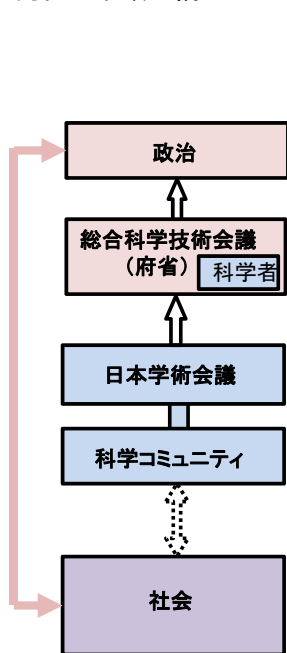 政治
総合科学技術会議
(府省)
科学者
日本学術会議
科学コミュニティ
社会